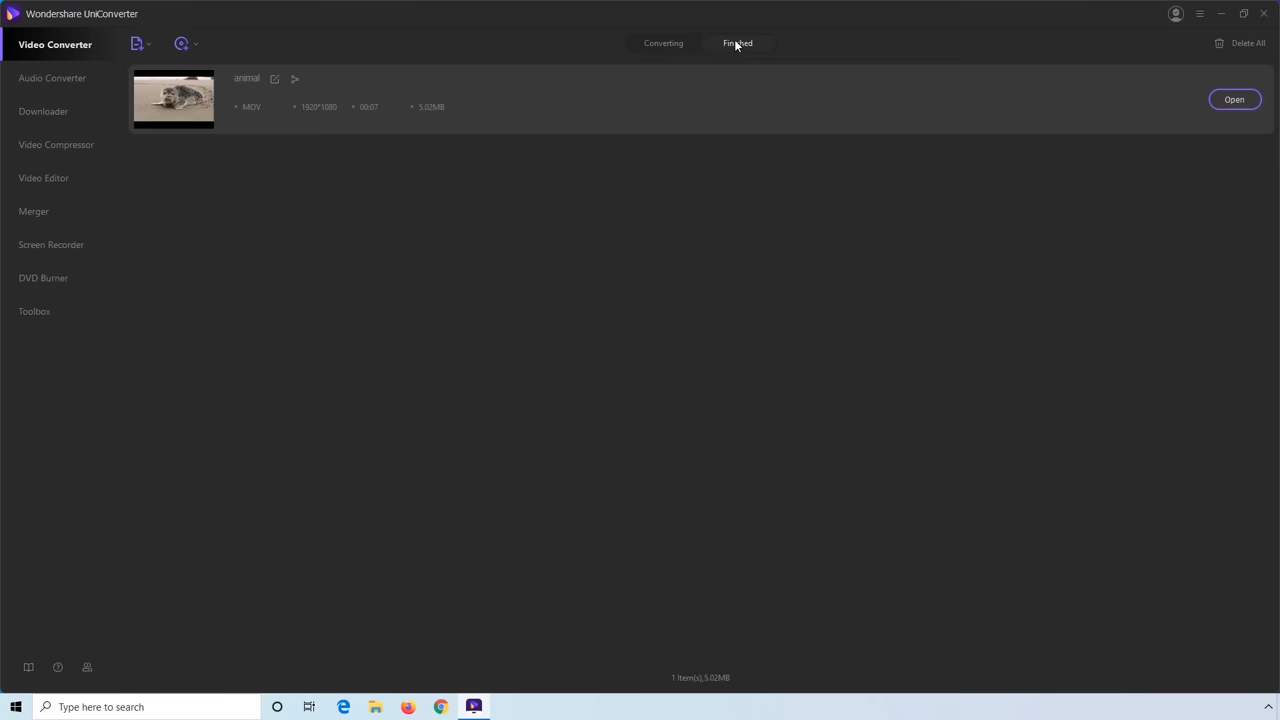 Wondershare UniConverter
Video Converter
Converting
Finished
Delete All
Audio Converter
Downloader
Video Compressor
Video Editor
Merger
Screen Recorder
DVD Burner
Toolbox
animal
MOV
1920*1080
00:07
5.02MB
Open
1 Item(s),5.02MB
Type here to search